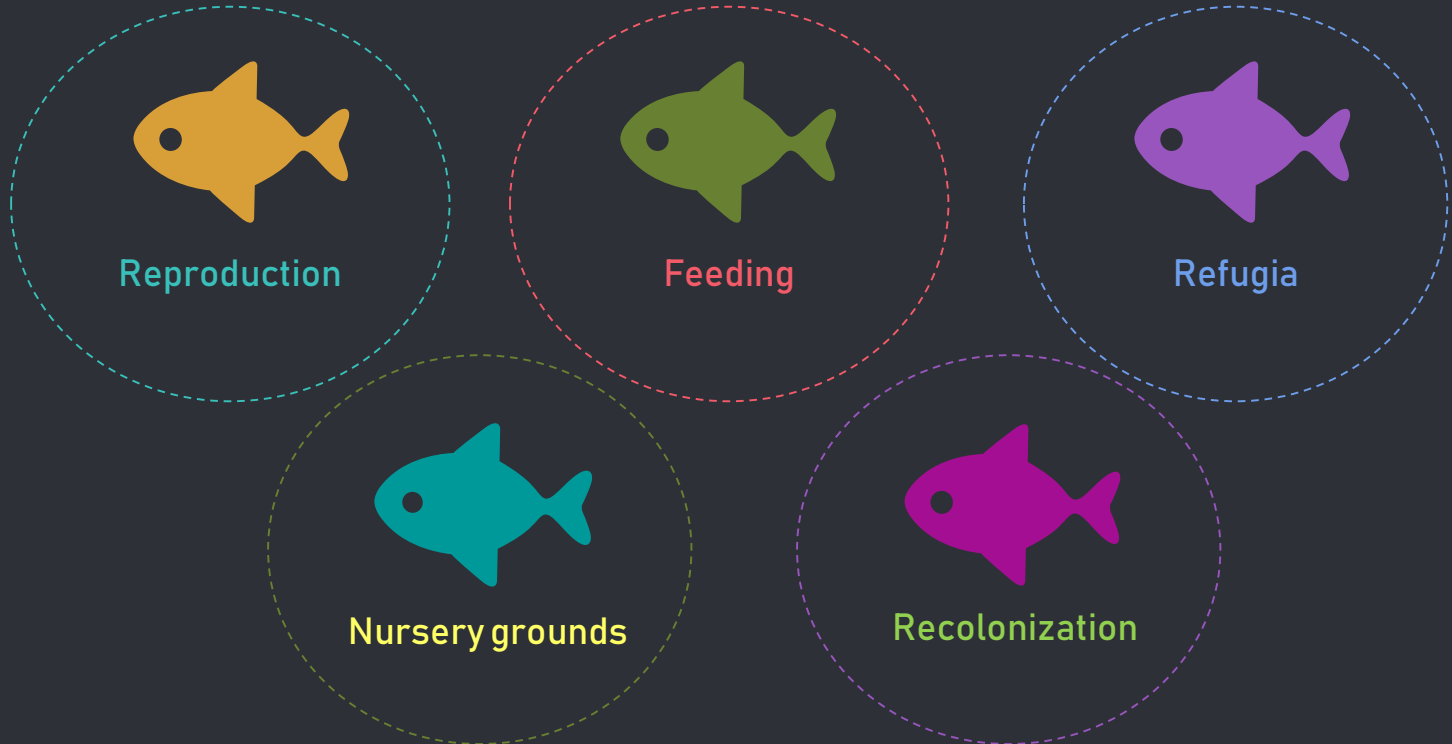 Reproduction
Feeding
Refugia
Nursery grounds
Recolonization